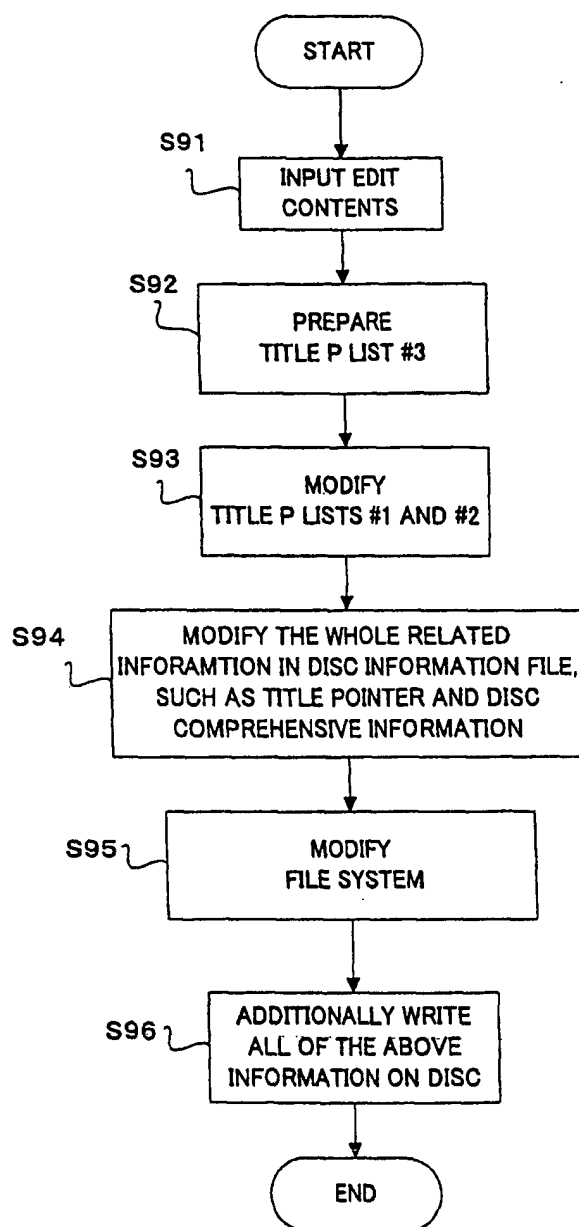 START
S91
INPUT EDIT
CONTENTS
S92
PREPARE
TITLE P LIST #3
S93
MODIFY
TITLE P LISTS #1 AND #2
S94
MODIFY THE WHOLE RELATED
INFORAMTION IN DISC INFORMATION FILE,
SUCH AS TITLE POINTER AND DISC
COMPREHENSIVE INFORMATION
S95
MODIFY
FILE SYSTEM
S96
ADDITIONALLY WRITE
ALL OF THE ABOVE
INFORMATION ON DISC
END